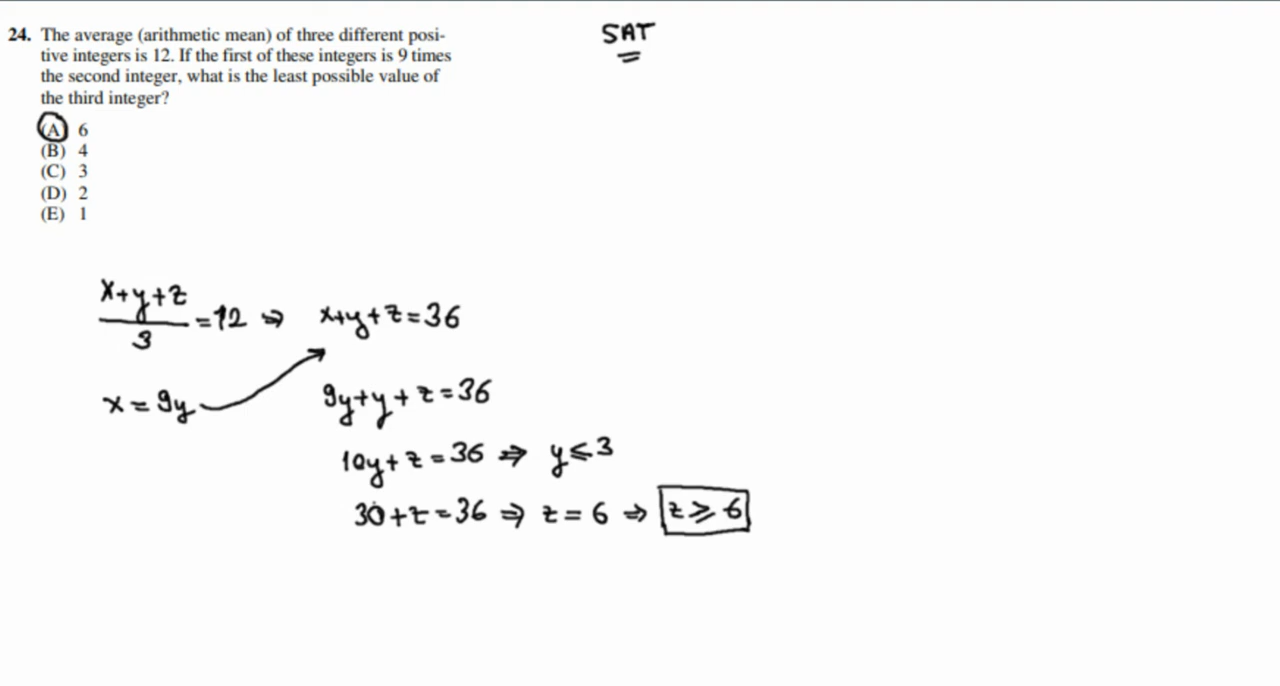 24. The average (arithmetic mean) of three different posi-
tive integers is 12. If the first of these integers is 9 times
the second integer, what is the least possible value of
the third integer?
(A) 6
(B) 4
(C) 3
(D) 2
(E) 1
SAT
x+y+z/3 = 12 ⇒ x+y+z=36
x = 9y
9y+y+z=36
10y+z=36 ⇒ y≤3
30+z=36 ⇒ z=6 ⇒ z≥6